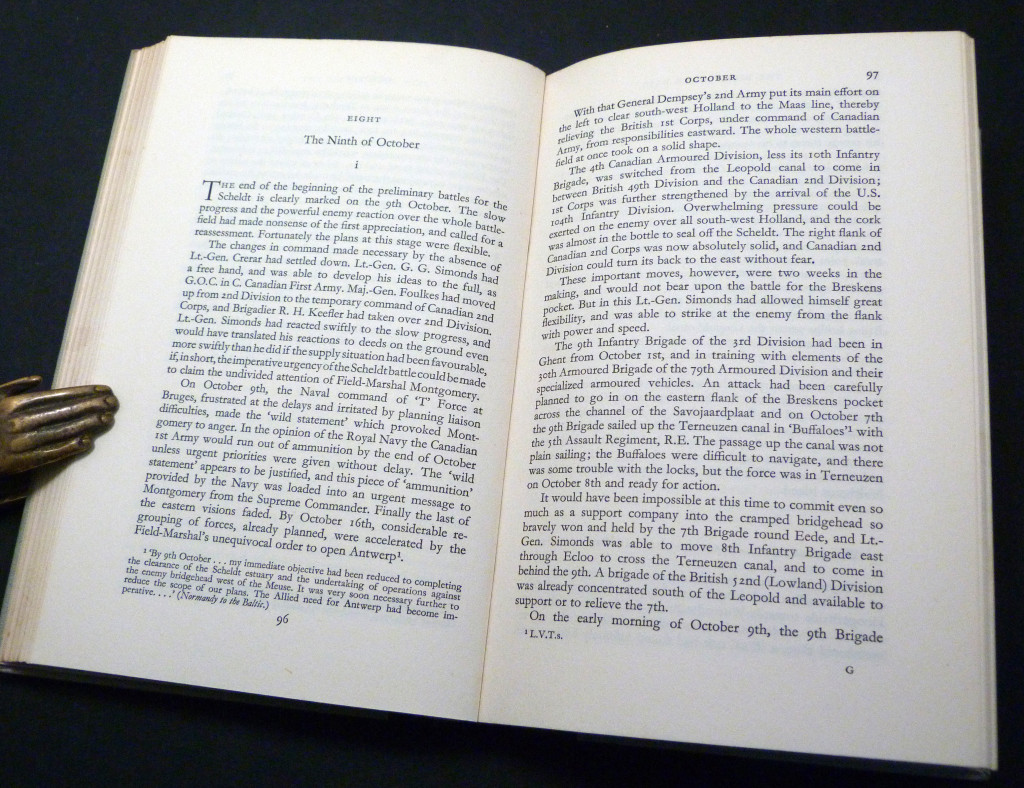 EIGHT
The Ninth of October
i
THE end of the beginning of the preliminary battles for the
Scheldt is clearly marked on the 9th October. The slow
progress and the powerful enemy reaction over the whole battle-
field had made nonsense of the first appreciation, and called for a
reassessment. Fortunately the plans at this stage were flexible.
The changes in command made necessary by the absence of
Lt.-Gen. Crerar had settled down. Lt.-Gen. G. G. Simonds had
a free hand, and was able to develop his ideas to the full, as
G.O.C. in C. Canadian First Army. Maj.-Gen. Foulkes had moved
up from 2nd Division to the temporary command of Canadian 2nd
Corps, and Brigadier R. H. Keefler had taken over 2nd Division.
Lt.-Gen. Simonds had reacted swiftly to the slow progress, and
would have translated his reactions to deeds on the ground even
more swiftly than he did if the supply situation had been favourable,
if, in short, the imperative urgency of the Scheldt battle could be made
to claim the undivided attention of Field-Marshal Montgomery.
On October 9th, the Naval command of 'T' Force at
Bruges, frustrated at the delays and irritated by planning liaison
difficulties, made the 'wild statement' which provoked Mont-
gomery to anger. In the opinion of the Royal Navy the Canadian
1st Army would run out of ammunition by the end of October
unless urgent priorities were given without delay. The 'wild
statement' appears to be justified, and this piece of 'ammunition'
provided by the Navy was loaded into an urgent message to
Montgomery from the Supreme Commander. Finally the last of
the eastern visions faded. By October 16th, considerable re-
grouping of forces, already planned, were accelerated by the
Field-Marshal's unequivocal order to open Antwerp¹.
¹ 'By 9th October . . . my immediate objective had been reduced to completing
the clearance of the Scheldt estuary and the undertaking of operations against
the enemy bridgehead west of the Meuse. It was very soon necessary further to
reduce the scope of our plans. The Allied need for Antwerp had become im-
perative. . . .' (Normandy to the Baltic.)
96
OCTOBER 97
With that General Dempsey's 2nd Army put its main effort on
the left to clear south-west Holland to the Maas line, thereby
relieving the British 1st Corps, under command of Canadian
Army, from responsibilities eastward. The whole western battle-
field at once took on a solid shape.
The 4th Canadian Armoured Division, less its 10th Infantry
Brigade, was switched from the Leopold canal to come in
between British 49th Division and the Canadian 2nd Division;
1st Corps was further strengthened by the arrival of the U.S.
104th Infantry Division. Overwhelming pressure could be
exerted on the enemy over all south-west Holland, and the cork
was almost in the bottle to seal off the Scheldt. The right flank of
Canadian 2nd Corps was now absolutely solid, and Canadian 2nd
Division could turn its back to the east without fear.
These important moves, however, were two weeks in the
making, and would not bear upon the battle for the Breskens
pocket. But in this Lt.-Gen. Simonds had allowed himself great
flexibility, and was able to strike at the enemy from the flank
with power and speed.
The 9th Infantry Brigade of the 3rd Division had been in
Ghent from October 1st, and in training with elements of the
30th Armoured Brigade of the 79th Armoured Division and their
specialized armoured vehicles. An attack had been carefully
planned to go in on the eastern flank of the Breskens pocket
across the channel of the Savojaardplaat and on October 7th
the 9th Brigade sailed up the Terneuzen canal in 'Buffaloes'¹ with
the 5th Assault Regiment, R.E. The passage up the canal was not
plain sailing; the Buffaloes were difficult to navigate, and there
was some trouble with the locks, but the force was in Terneuzen
on October 8th and ready for action.
It would have been impossible at this time to commit even so
much as a support company into the cramped bridgehead so
bravely won and held by the 7th Brigade round Eede, and Lt.-
Gen. Simonds was able to move 8th Infantry Brigade east
through Ecloo to cross the Terneuzen canal, and to come in
behind the 9th. A brigade of the British 52nd (Lowland) Division
was already concentrated south of the Leopold and available to
support or to relieve the 7th.
On the early morning of October 9th, the 9th Brigade
¹ L.V.T.s.
G